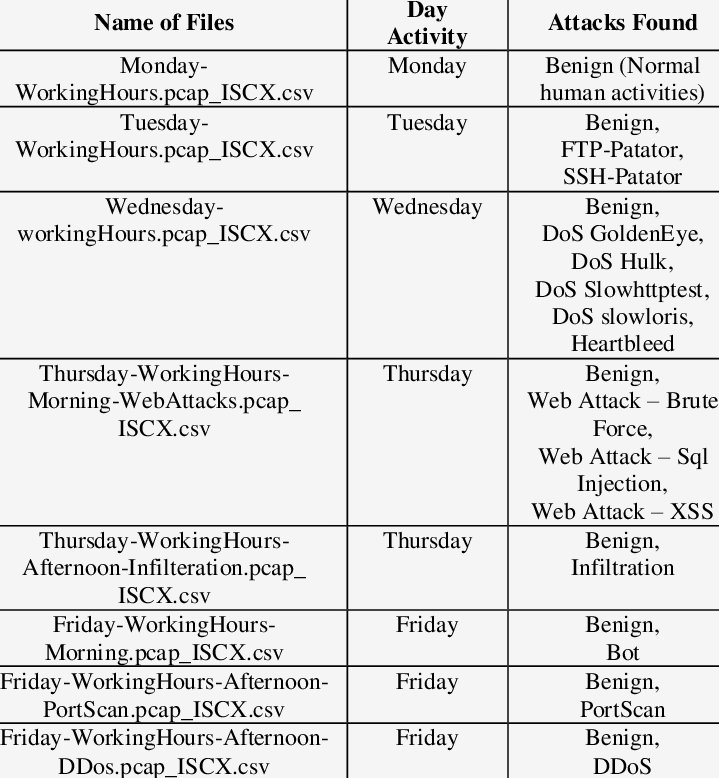 Name of Files
Day
Activity
Attacks Found
Monday-
WorkingHours.pcap_ISCX.csv
Monday
Benign (Normal
human activities)
Tuesday-
WorkingHours.pcap_ISCX.csv
Tuesday
Benign,
FTP-Patator,
SSH-Patator
Wednesday-
workingHours.pcap_ISCX.csv
Wednesday
Benign,
DoS GoldenEye,
DoS Hulk,
DoS Slowhttptest,
DoS slowloris,
Heartbleed
Thursday-WorkingHours-
Morning-WebAttacks.pcap_
ISCX.csv
Thursday
Benign,
Web Attack – Brute
Force,
Web Attack – Sql
Injection,
Web Attack – XSS
Thursday-WorkingHours-
Afternoon-Infilteration.pcap_
ISCX.csv
Thursday
Benign,
Infiltration
Friday-WorkingHours-
Morning.pcap_ISCX.csv
Friday
Benign,
Bot
Friday-WorkingHours-Afternoon-
PortScan.pcap_ISCX.csv
Friday
Benign,
PortScan
Friday-WorkingHours-Afternoon-
DDos.pcap_ISCX.csv
Friday
Benign,
DDoS